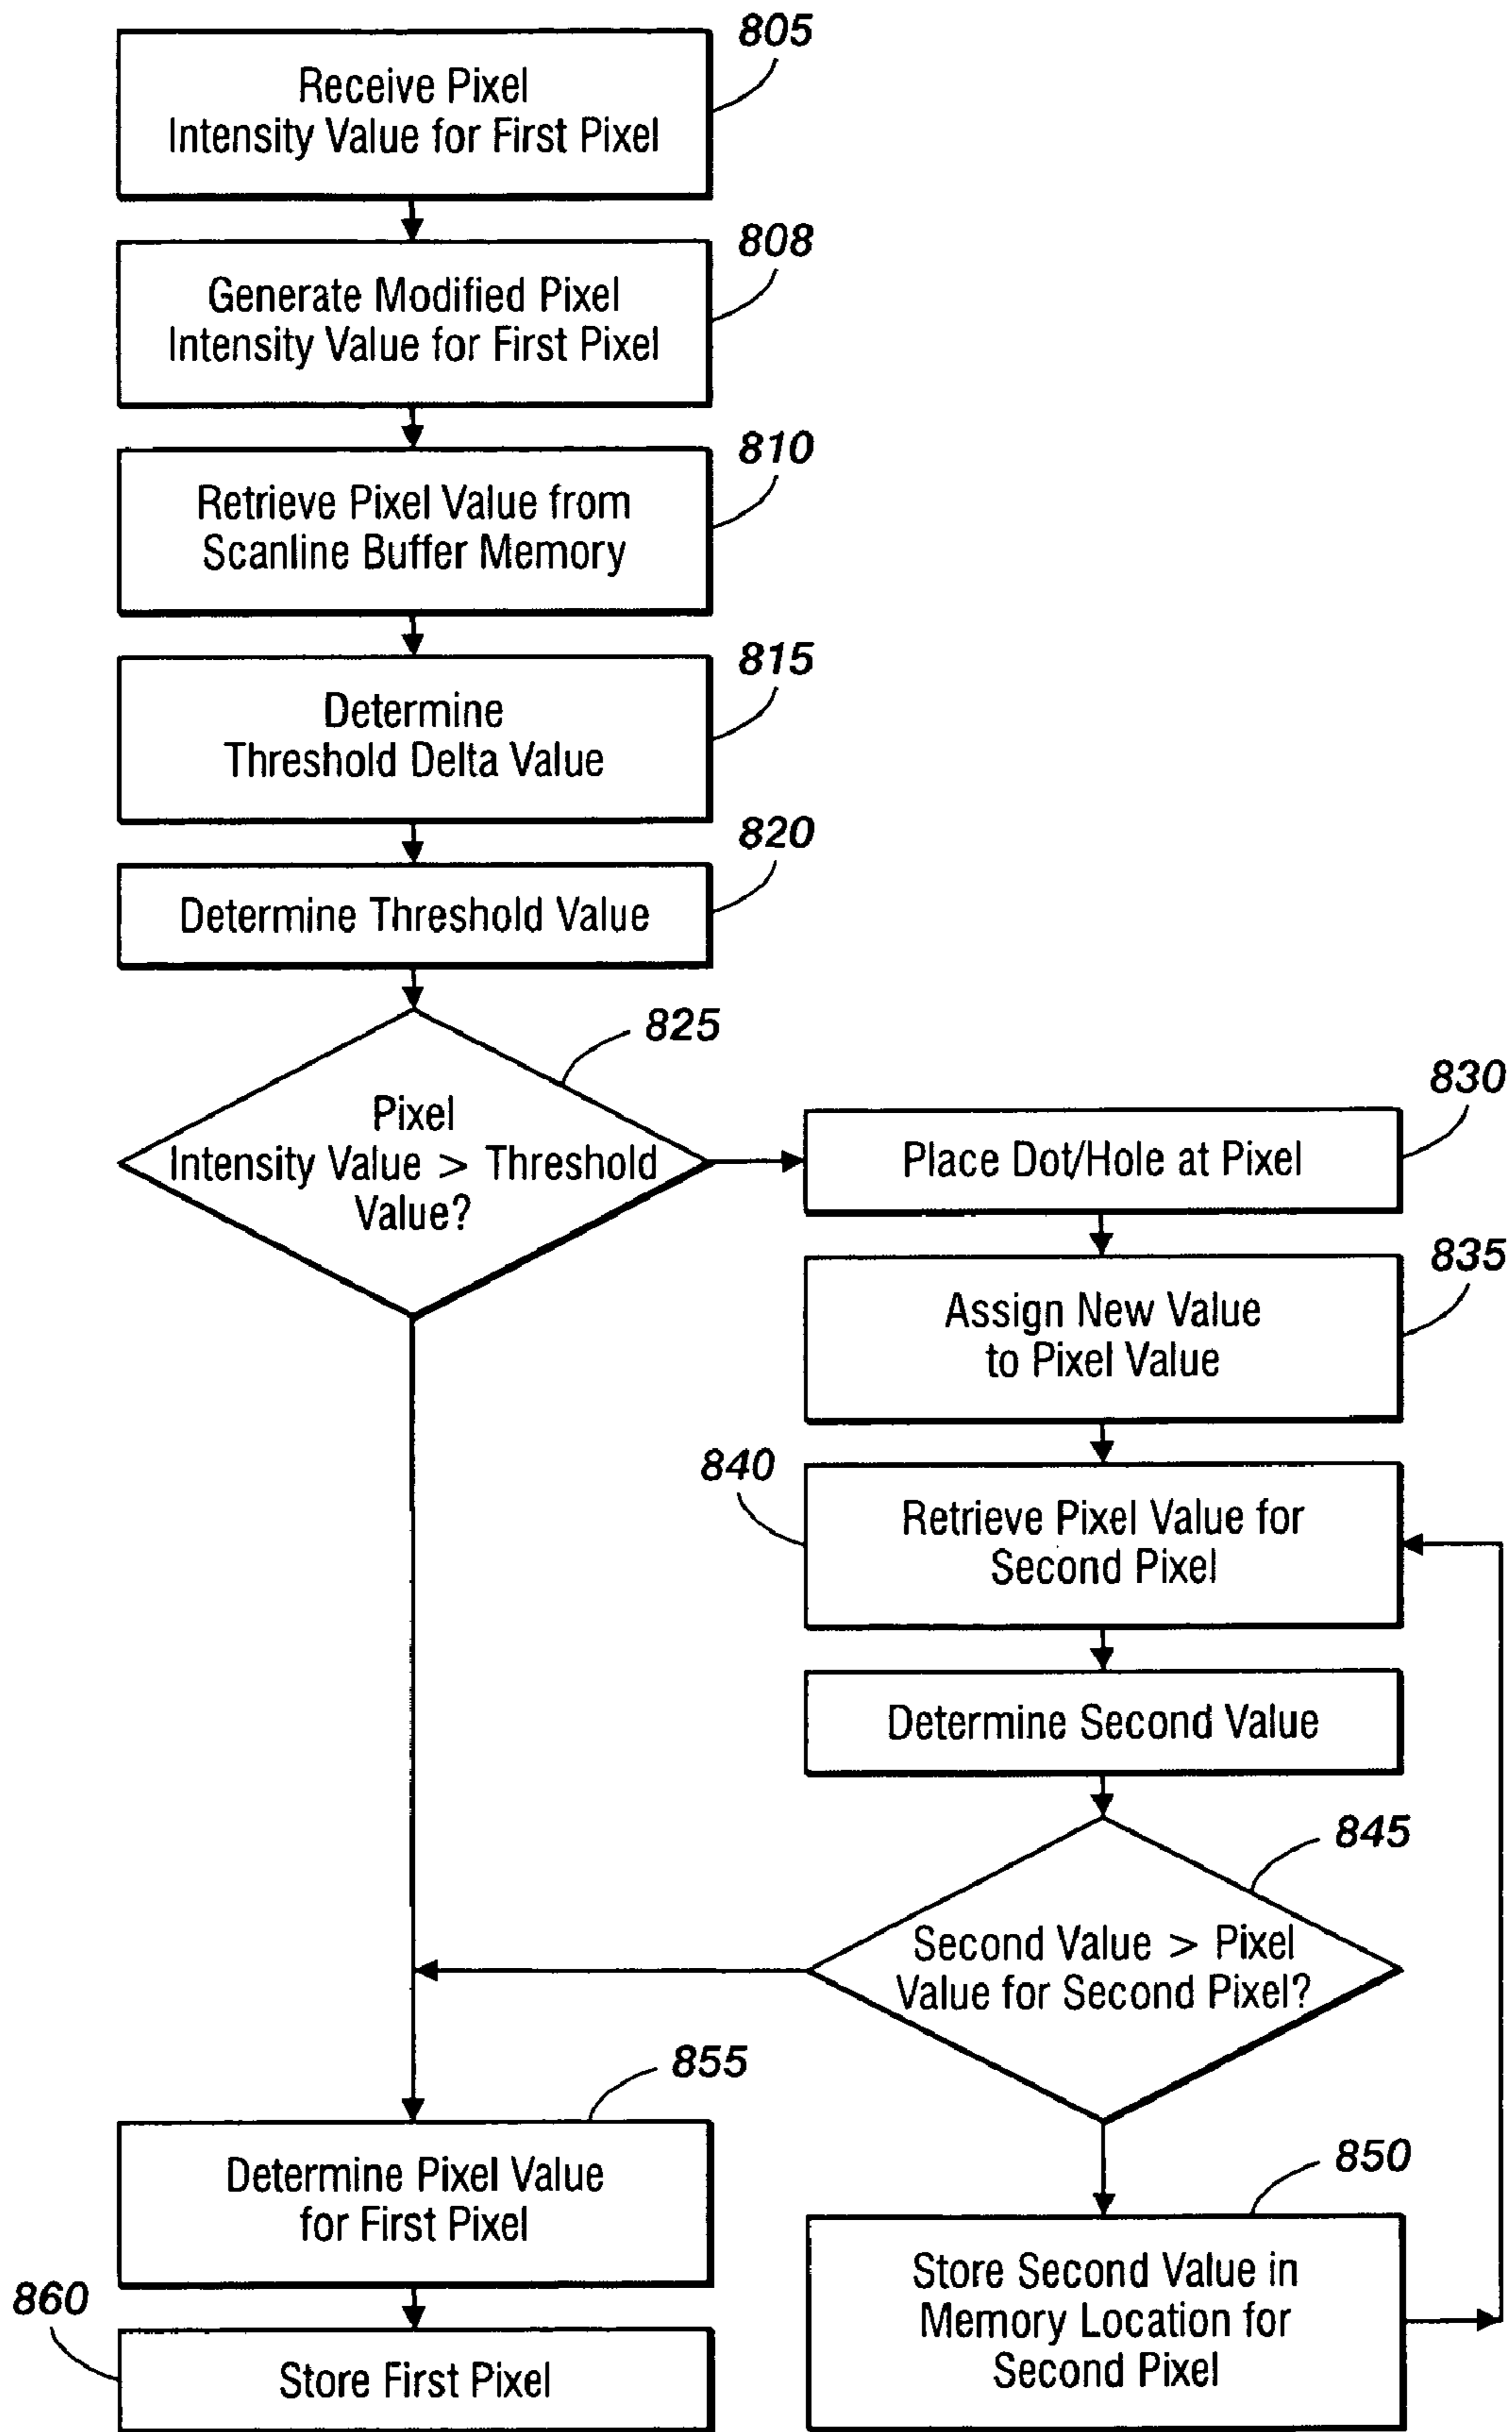 805
Receive Pixel
Intensity Value for First Pixel
808
Generate Modified Pixel
Intensity Value for First Pixel
810
Retrieve Pixel Value from
Scanline Buffer Memory
815
Determine
Threshold Delta Value
820
Determine Threshold Value
825
Pixel
Intensity Value > Threshold
Value?
830
Place Dot/Hole at Pixel
835
Assign New Value
to Pixel Value
840
Retrieve Pixel Value for
Second Pixel
Determine Second Value
845
Second Value > Pixel
Value for Second Pixel?
850
Store Second Value in
Memory Location for
Second Pixel
855
Determine Pixel Value
for First Pixel
860
Store First Pixel